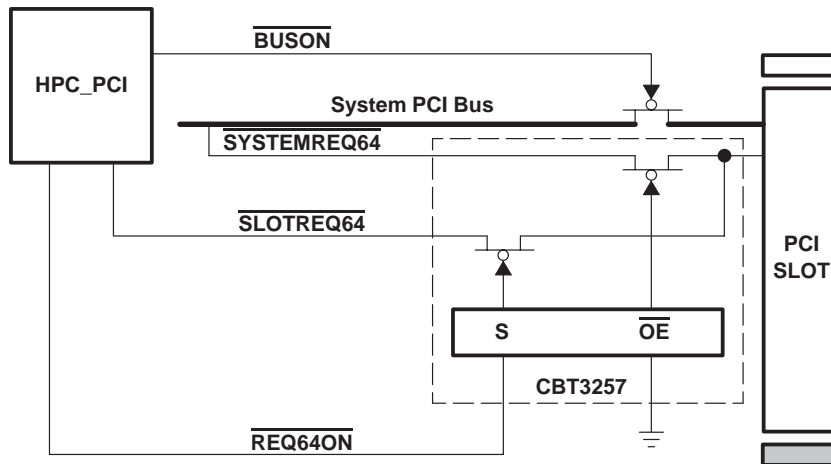 BUSON
HPC_PCI
System PCI Bus
SYSTEMREQ64
SLOTREQ64
PCI
SLOT
S
OE
CBT3257
REQ64ON